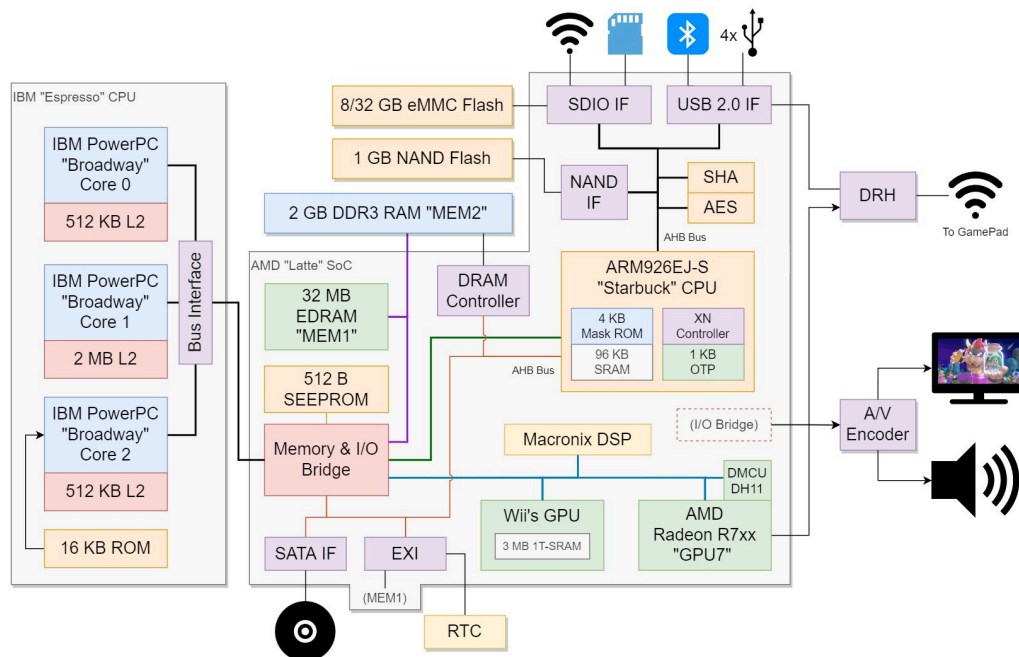 4x
IBM "Espresso" CPU
IBM PowerPC
"Broadway"
Core 0
512 KB L2
IBM PowerPC
"Broadway"
Core 1
2 MB L2
IBM PowerPC
"Broadway"
Core 2
512 KB L2
16 KB ROM
Bus Interface
8/32 GB eMMC Flash
SDIO IF
USB 2.0 IF
1 GB NAND Flash
NAND
IF
SHA
AES
DRH
To GamePad
2 GB DDR3 RAM "MEM2"
AHB Bus
AMD "Latte" SoC
32 MB
EDRAM
"MEM1"
DRAM
Controller
ARM926EJ-S
"Starbuck" CPU
4 KB
Mask ROM
XN
Controller
96 KB
SRAM
1 KB
OTP
AHB Bus
512 B
SEEPROM
Memory & I/O
Bridge
Macronix DSP
(I/O Bridge)
A/V
Encoder
DMCU
DH11
Wii's GPU
3 MB 1T-SRAM
AMD
Radeon R7xx
"GPU7"
SATA IF
EXI
(MEM1)
RTC